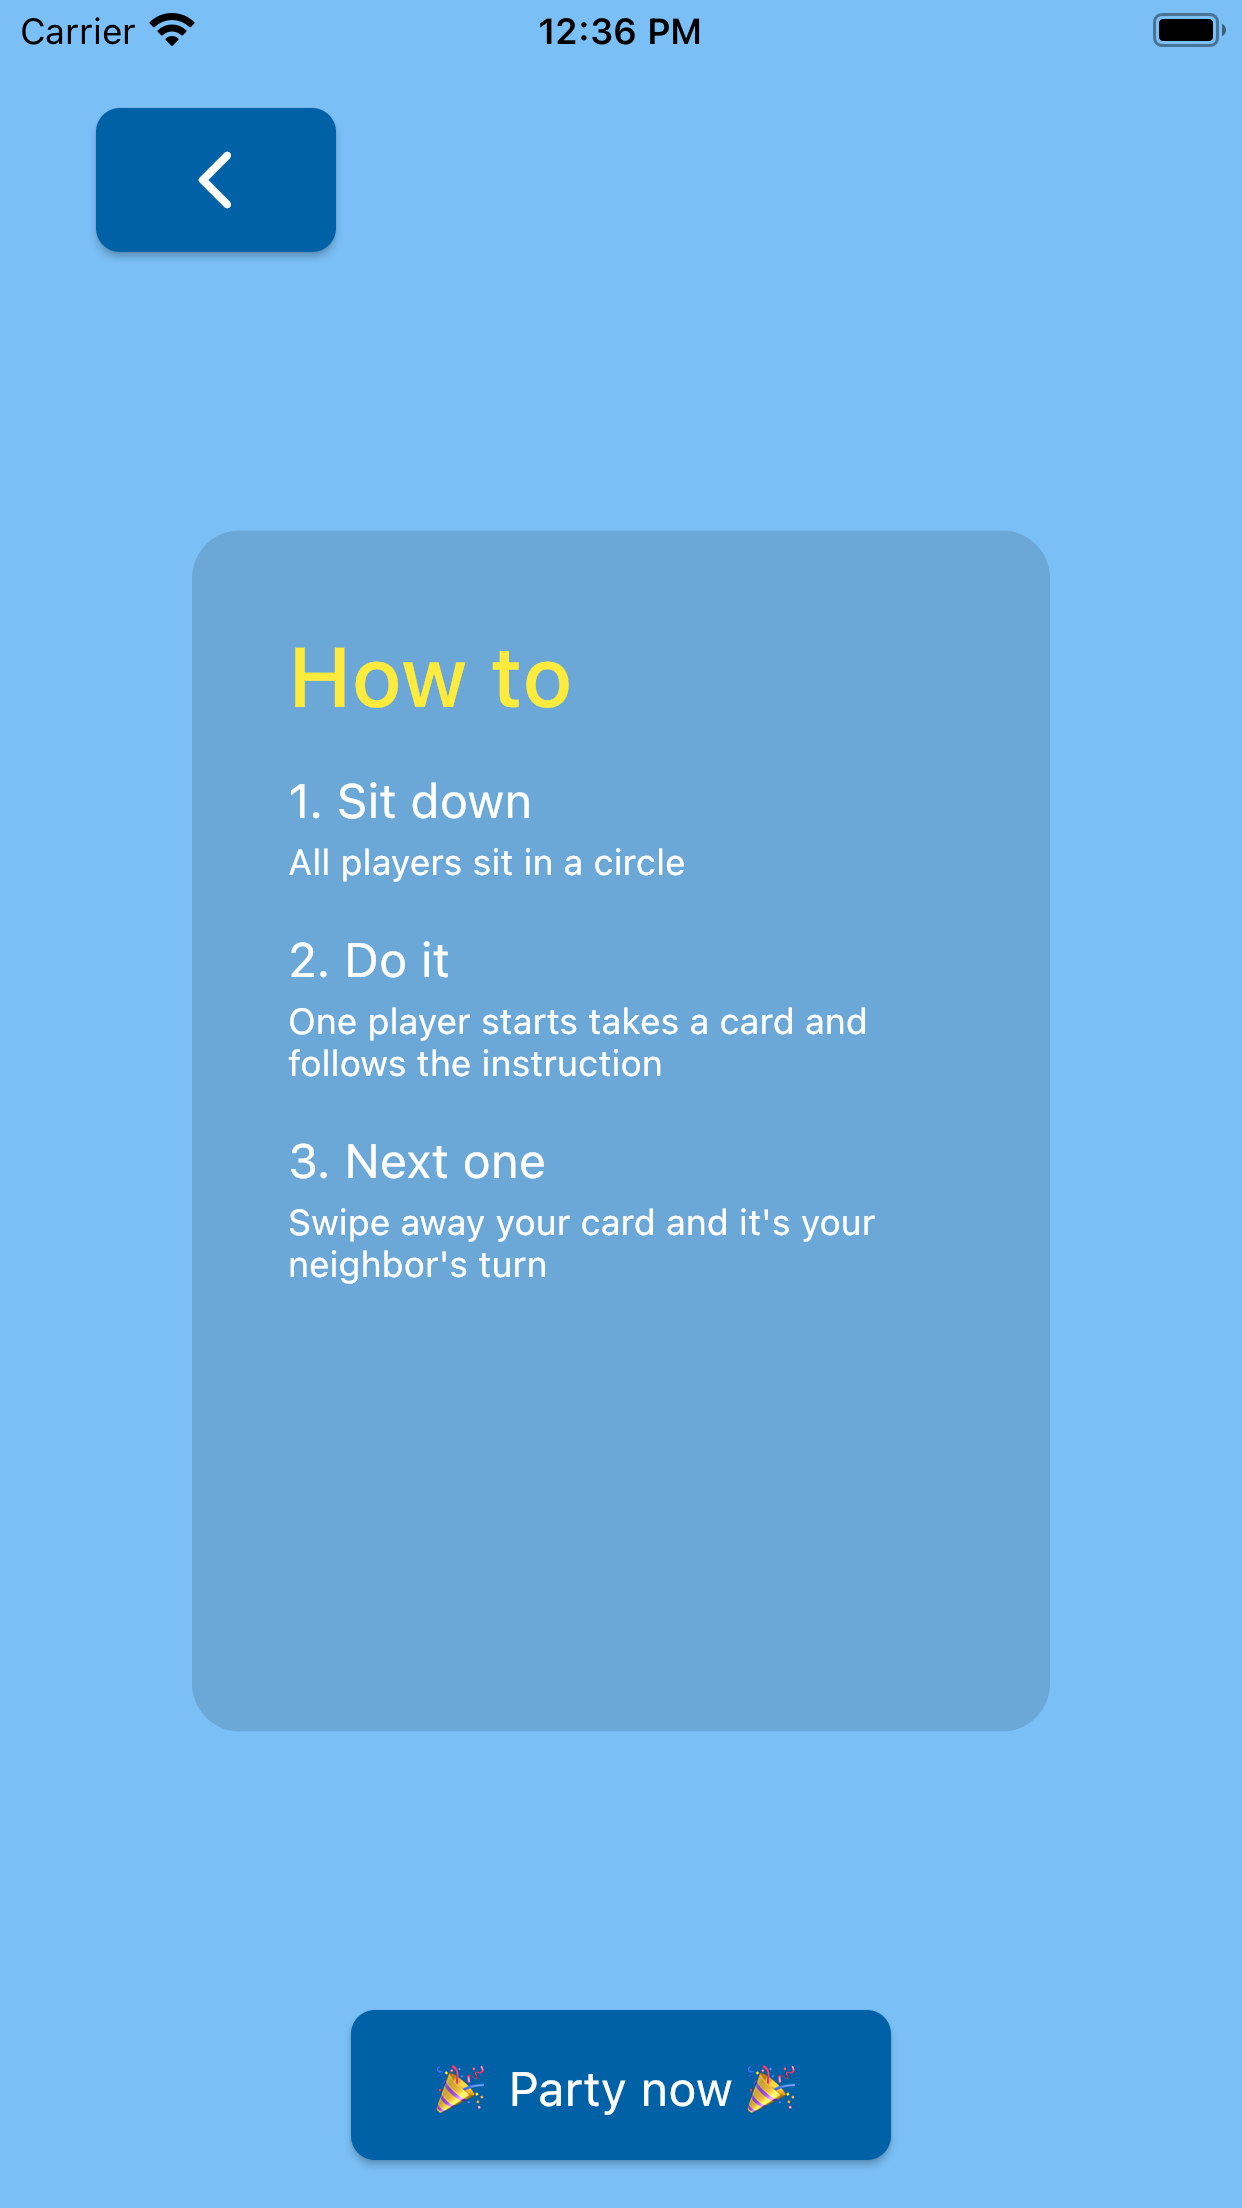 Carrier 12:36 PM
How to
1. Sit down
All players sit in a circle
2. Do it
One player starts takes a card and
follows the instruction
3. Next one
Swipe away your card and it's your
neighbor's turn
🎉 Party now 🎉